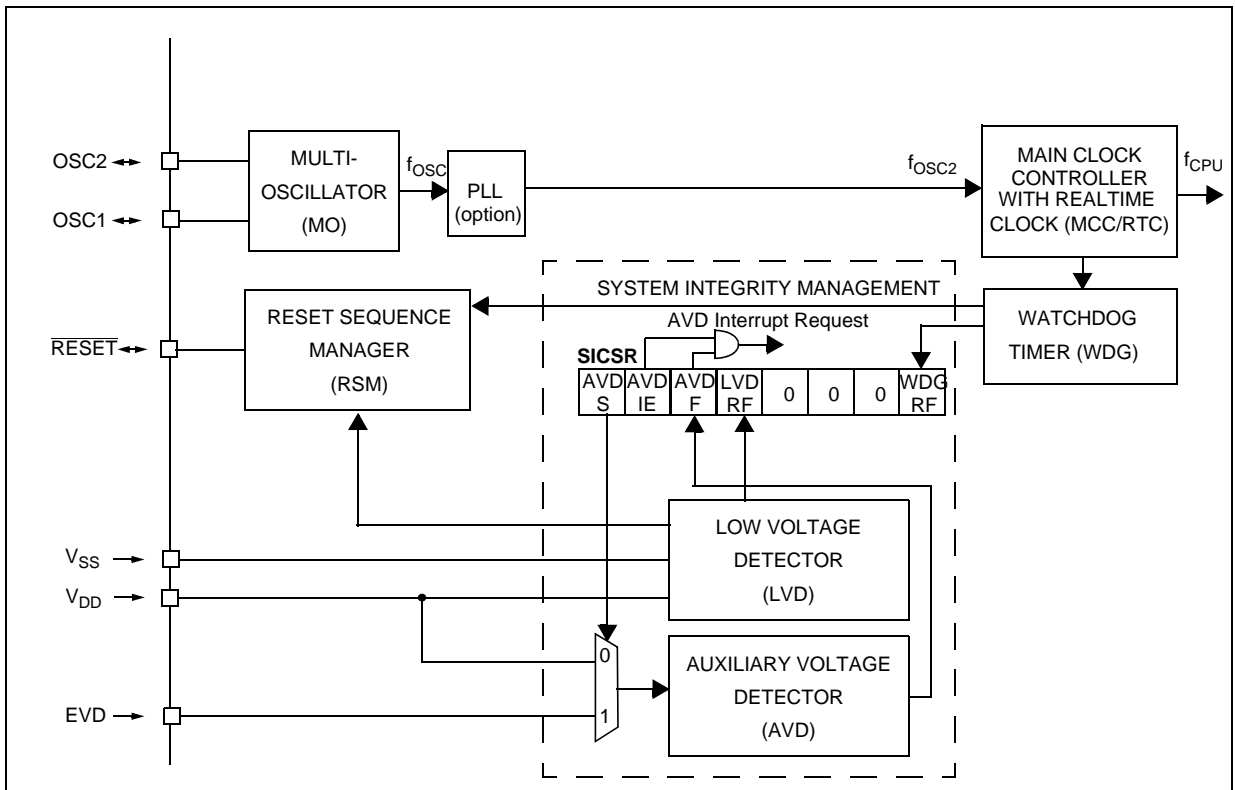 OSC2
OSC1
MULTI-
OSCILLATOR
(MO)
fOSC
PLL
(option)
fOSC2
MAIN CLOCK
CONTROLLER
WITH REALTIME
CLOCK (MCC/RTC)
fCPU
SYSTEM INTEGRITY MANAGEMENT
RESET
RESET SEQUENCE
MANAGER
(RSM)
AVD Interrupt Request
WATCHDOG
TIMER (WDG)
SICSR
AVD AVD AVD LVD 0 0 0 WDG
S IE F RF RF
LOW VOLTAGE
DETECTOR
(LVD)
VSS
VDD
0
1
AUXILIARY VOLTAGE
DETECTOR
(AVD)
EVD